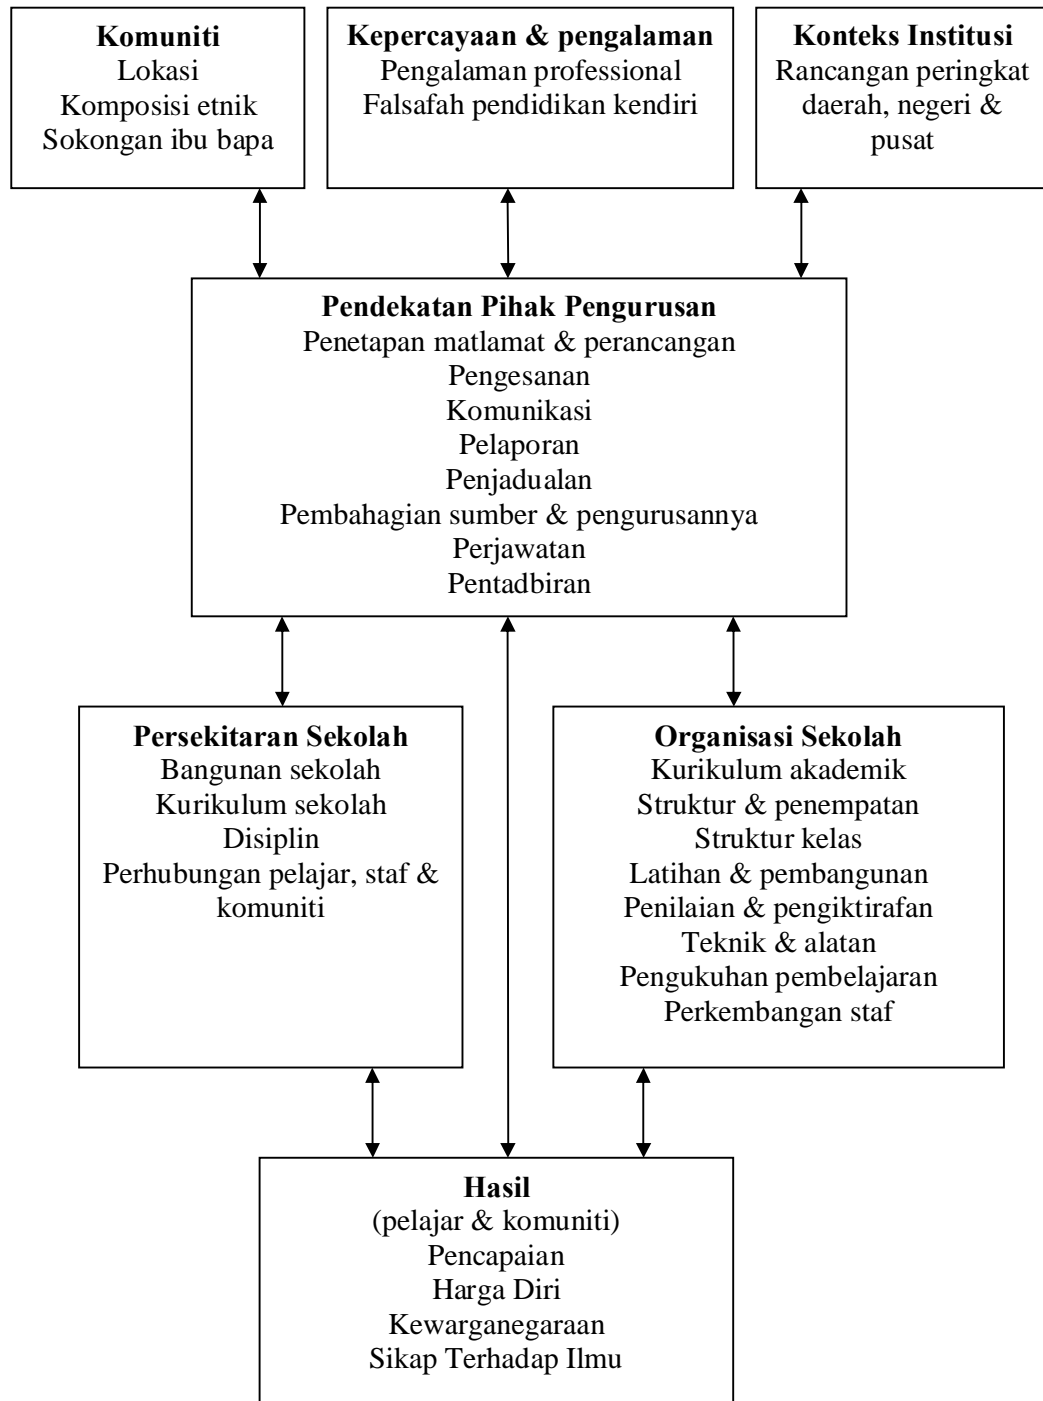 Komuniti
Lokasi
Komposisi etnik
Sokongan ibu bapa
Kepercayaan & pengalaman
Pengalaman professional
Falsafah pendidikan kendiri
Konteks Institusi
Rancangan peringkat
daerah, negeri &
pusat
Pendekatan Pihak Pengurusan
Penetapan matlamat & perancangan
Pengesanan
Komunikasi
Pelaporan
Penjadualan
Pembahagian sumber & pengurusannya
Perjawatan
Pentadbiran
Persekitaran Sekolah
Bangunan sekolah
Kurikulum sekolah
Disiplin
Perhubungan pelajar, staf &
komuniti
Organisasi Sekolah
Kurikulum akademik
Struktur & penempatan
Struktur kelas
Latihan & pembangunan
Penilaian & pengiktirafan
Teknik & alatan
Pengukuhan pembelajaran
Perkembangan staf
Hasil
(pelajar & komuniti)
Pencapaian
Harga Diri
Kewarganegaraan
Sikap Terhadap Ilmu